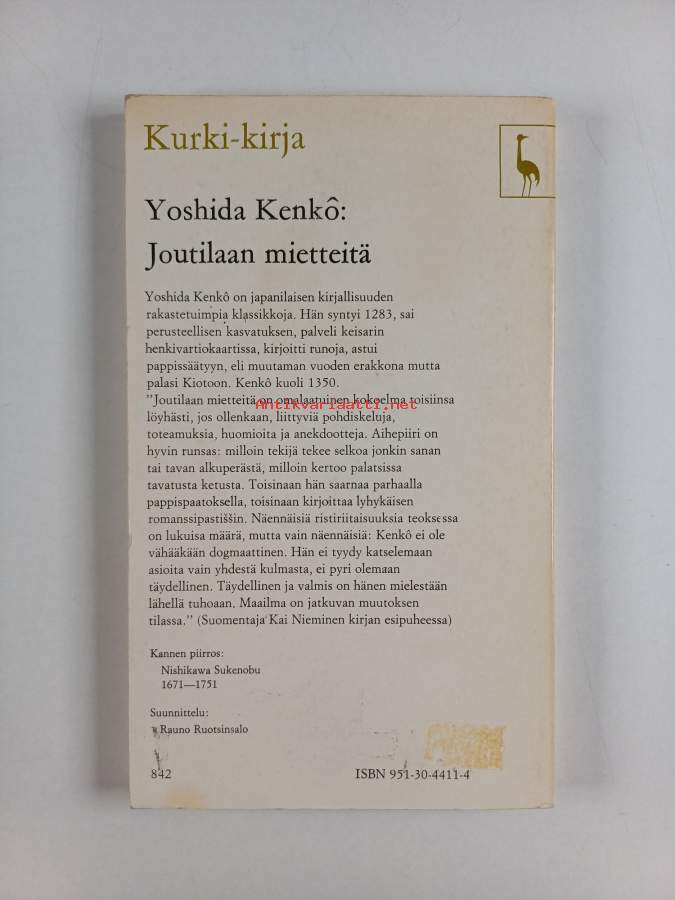 Kurki-kirja
Yoshida Kenkô:
Joutilaan mietteitä
Yoshida Kenkô on japanilaisen kirjallisuuden
rakastetuimpia klassikkoja. Hän syntyi 1283, sai
perusteellisen kasvatuksen, palveli keisarin
henkivartiokaartissa, kirjoitti runoja, astui
pappissäätyyn, eli muutaman vuoden erakkona mutta
palasi Kiotoon. Kenkô kuoli 1350.
"Joutilaan mietteitä on omalaatuinen kokoelma toisiinsa
Antikvariaatti.net
löyhästi, jos ollenkaan, liittyviä pohdiskeluja,
toteamuksia, huomioita ja anekdootteja. Aihepiiri on
hyvin runsas: milloin tekijä tekee selkoa jonkin sanan
tai tavan alkuperästä, milloin kertoo palatsissa
tavatusta ketusta. Toisinaan hän saarnaa parhaalla
pappispaatoksella, toisinaan kirjoittaa lyhykäisen
romanssipastiššin. Näennäisiä ristiriitaisuuksia teoksessa
on lukuisa määrä, mutta vain näennäisiä: Kenkô ei ole
vähääkään dogmaattinen. Hän ei tyydy katselemaan
asioita vain yhdestä kulmasta, ei pyri olemaan
täydellinen. Täydellinen ja valmis on hänen mielestään
lähellä tuhoaan. Maailma on jatkuvan muutoksen
tilassa." (Suomentaja Kai Nieminen kirjan esipuheessa)
Kannen piirros:
Nishikawa Sukenobu
1671—1751
Suunnittelu:
Rauno Ruotsinsalo
842
ISBN 951-30-4411-4